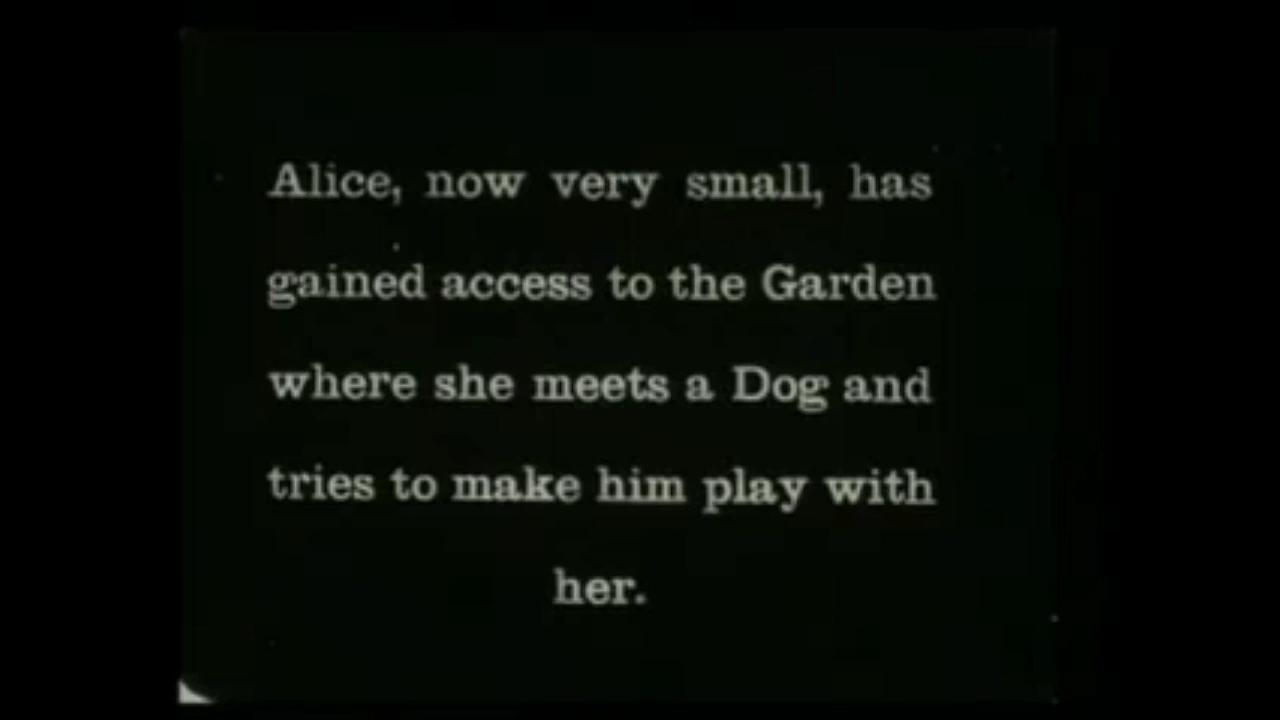 Alice, now very small, has
gained access to the Garden
where she meets a Dog and
tries to make him play with
her.